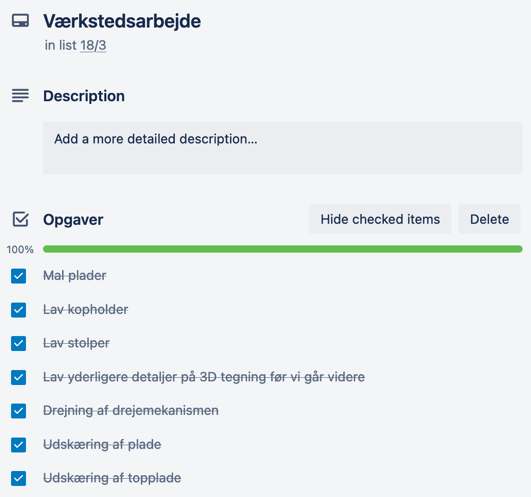 Værkstedsarbejde
in list 18/3
Description
Add a more detailed description...
Opgaver
Hide checked items
Delete
100%
Mal plader
Lav kopholder
Lav stolper
Lav yderligere detaljer på 3D tegning før vi går videre
Drejning af drejemekanismen
Udskæring af plade
Udskæring af topplade